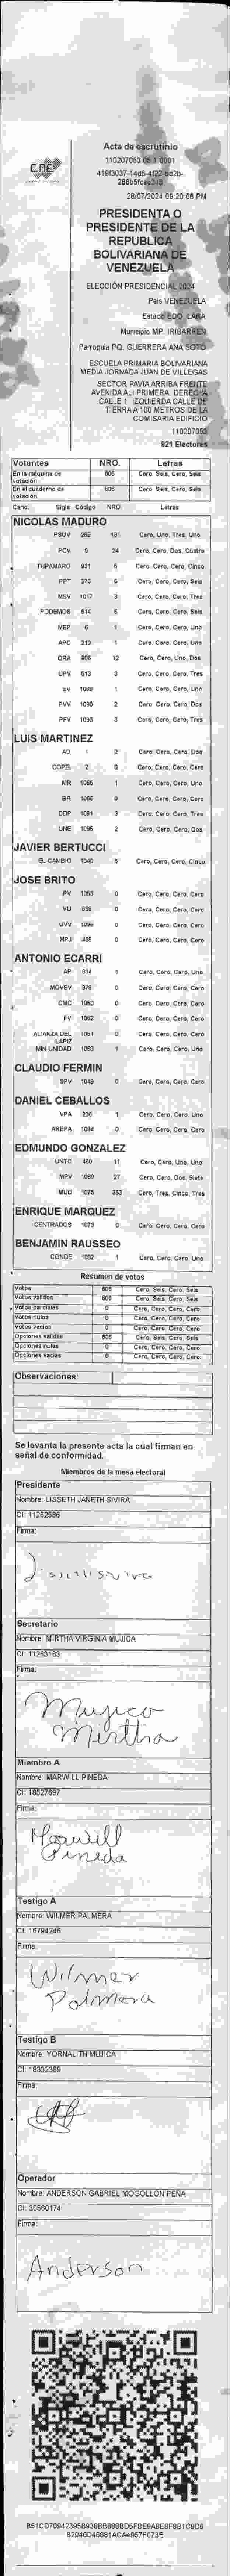 CNE
Acta de escrutinio
110207053.05.1.0001
28/07/2024 09:20:08 PM
PRESIDENTA O
PRESIDENTE DE LA
REPUBLICA
BOLIVARIANA DE
VENEZUELA
ELECCIÓN PRESIDENCIAL 2024
Pais VENEZUELA
Estado EDO. LARA
Municipio MP. IRIBARREN
Parroquia PQ. GUERRERA ANA SOTO
ESCUELA PRIMARIA BOLIVARIANA
MEDIA JORNADA JUAN DE VILLEGAS
SECTOR PAVIA ARRIBA FRENTE
AVENIDA ALI PRIMERA. DERECHA
CALLE 1. IZQUIERDA CALLE DE
TIERRA A 100 METROS DE LA
COMISARIA EDIFICIO
110207053
921 Electores
Votantes NRO. Letras
En la máquina de votación 606 Cero, Seis, Cero, Seis
En el cuaderno de votación 606 Cero, Seis, Cero, Seis
Cand. Sigla Código NRO Letras
NICOLAS MADURO
PSUV 269 131 Cero, Uno, Tres, Uno
PCV 5 24 Cero, Cero, Dos, Cuatro
TUPAMARO 931 5 Cero, Cero, Cero, Cinco
PPT 275 6 Cero, Cero, Cero, Seis
MSV 1017 3 Cero, Cero, Cero, Tres
PODEMOS 514 6 Cero, Cero, Cero, Seis
MEP 6 1 Cero, Cero, Cero, Uno
APC 219 1 Cero, Cero, Cero, Uno
ORA 906 12 Cero, Cero, Uno, Dos
UPV 513 3 Cero, Cero, Cero, Tres
EV 1089 1 Cero, Cero, Cero, Uno
PVV 1090 2 Cero, Cero, Cero, Dos
PFV 1093 3 Cero, Cero, Cero, Tres
LUIS MARTINEZ
AD 1 2 Cero, Cero, Cero, Dos
COPEI 2 0 Cero, Cero, Cero, Cero
MR 1065 1 Cero, Cero, Cero, Uno
BR 1066 0 Cero, Cero, Cero, Cero
DDP 1091 3 Cero, Cero, Cero, Tres
UNE 1095 2 Cero, Cero, Cero, Dos
JAVIER BERTUCCI
EL CAMBIO 1048 5 Cero, Cero, Cero, Cinco
JOSE BRITO
PV 1053 0 Cero, Cero, Cero, Cero
VU 868 0 Cero, Cero, Cero, Cero
UVV 1096 0 Cero, Cero, Cero, Cero
MPJ 468 0 Cero, Cero, Cero, Cero
ANTONIO ECARRI
AP 914 1 Cero, Cero, Cero, Uno
MOVEV 978 0 Cero, Cero, Cero, Cero
CMC 1050 0 Cero, Cero, Cero, Cero
FV 1062 0 Cero, Cero, Cero, Cero
ALIANZA DEL LAPIZ 1061 0 Cero, Cero, Cero, Cero
MIN UNIDAD 1068 1 Cero, Cero, Cero, Uno
CLAUDIO FERMIN
SPV 1049 0 Cero, Cero, Cero, Cero
DANIEL CEBALLOS
VPA 236 1 Cero, Cero, Cero, Uno
AREPA 1094 0 Cero, Cero, Cero, Cero
EDMUNDO GONZALEZ
UNTC 460 11 Cero, Cero, Uno, Uno
MPV 1069 27 Cero, Cero, Dos, Siete
MUD 1075 353 Cero, Tres, Cinco, Tres
ENRIQUE MARQUEZ
CENTRADOS 1073 0 Cero, Cero, Cero, Cero
BENJAMIN RAUSSEO
CONDE 1092 1 Cero, Cero, Cero, Uno
Resumen de votos
Votos 606 Cero, Seis, Cero, Seis
Votos válidos 606 Cero, Seis, Cero, Seis
Votos parciales 0 Cero, Cero, Cero, Cero
Votos nulos 0 Cero, Cero, Cero, Cero
Votos vacíos 0 Cero, Cero, Cero, Cero
Opciones válidas 606 Cero, Seis, Cero, Seis
Opciones nulas 0 Cero, Cero, Cero, Cero
Opciones vacías 0 Cero, Cero, Cero, Cero
Observaciones:
Se levanta la presente acta la cual firman en
señal de conformidad.
Miembros de la mesa electoral
Presidente
Nombre: LISSETH JANETH SIVIRA
CI: 11262586
Firma:
Secretario
Nombre: MIRTHA VIRGINIA MUJICA
CI: 11263163
Firma:
Mujica
Mirtha
Miembro A
Nombre: MARWILL PINEDA
CI: 18527697
Firma:
Marwill
Pineda
Testigo A
Nombre: WILMER PALMERA
CI: 16794246
Firma:
Wilmer
Palmera
Testigo B
Nombre: YORNALITH MUJICA
CI: 18332389
Firma:
Operador
Nombre: ANDERSON GABRIEL MOGOLLON PEÑA
CI: 30560174
Firma:
Anderson